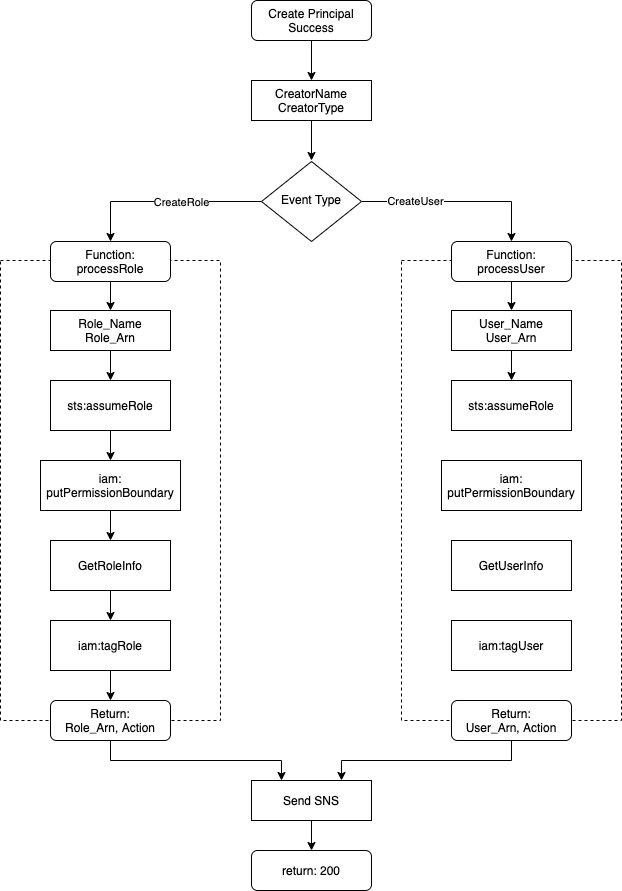 Create Principal
Success
CreatorName
CreatorType
Event Type
CreateRole
CreateUser
Function:
processRole
Role_Name
Role_Arn
sts:assumeRole
iam:
putPermissionBoundary
GetRoleInfo
iam:tagRole
Return:
Role_Arn, Action
Function:
processUser
User_Name
User_Arn
sts:assumeRole
iam:
putPermissionBoundary
GetUserInfo
iam:tagUser
Return:
User_Arn, Action
Send SNS
return: 200